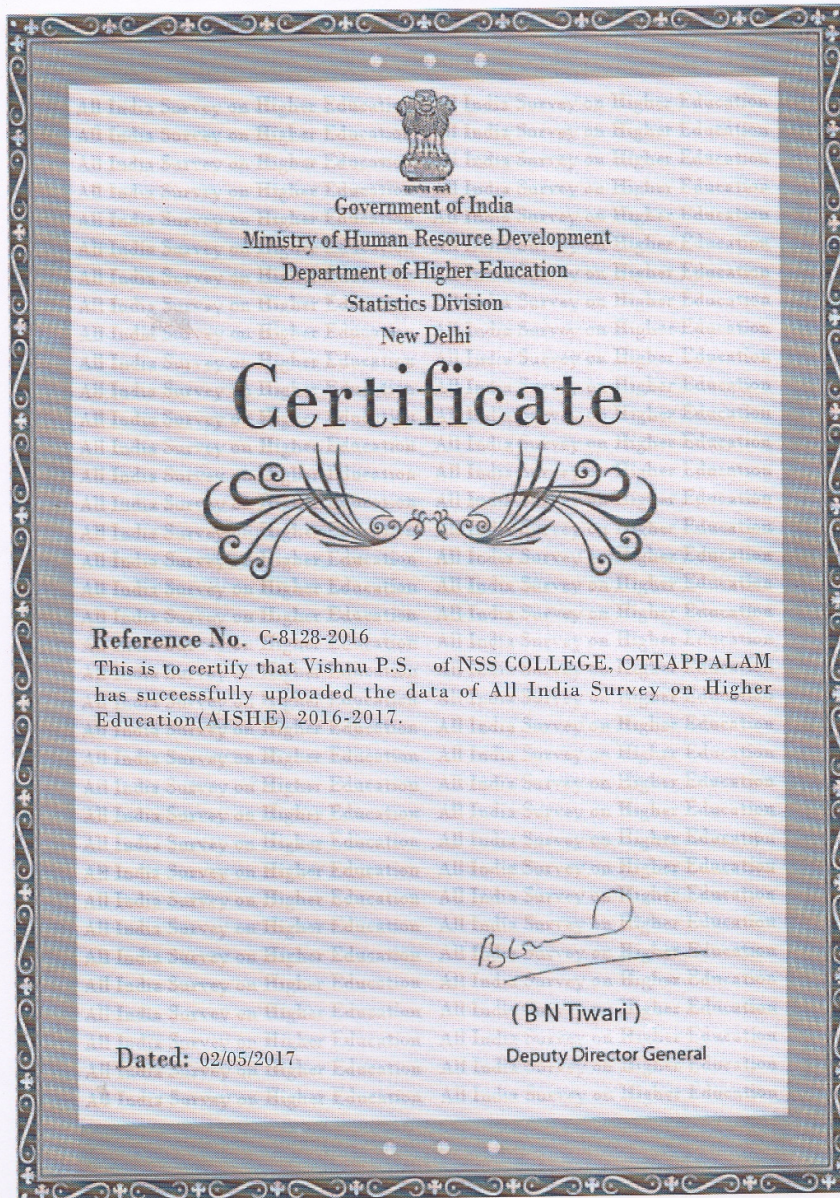 सत्यमेव जयते
Government of India
Ministry of Human Resource Development
Department of Higher Education
Statistics Division
New Delhi
Certificate
Reference No. C-8128-2016
This is to certify that Vishnu P.S. of NSS COLLEGE, OTTAPPALAM
has successfully uploaded the data of All India Survey on Higher
Education(AISHE) 2016-2017.
( B N Tiwari )
Dated: 02/05/2017
Deputy Director General